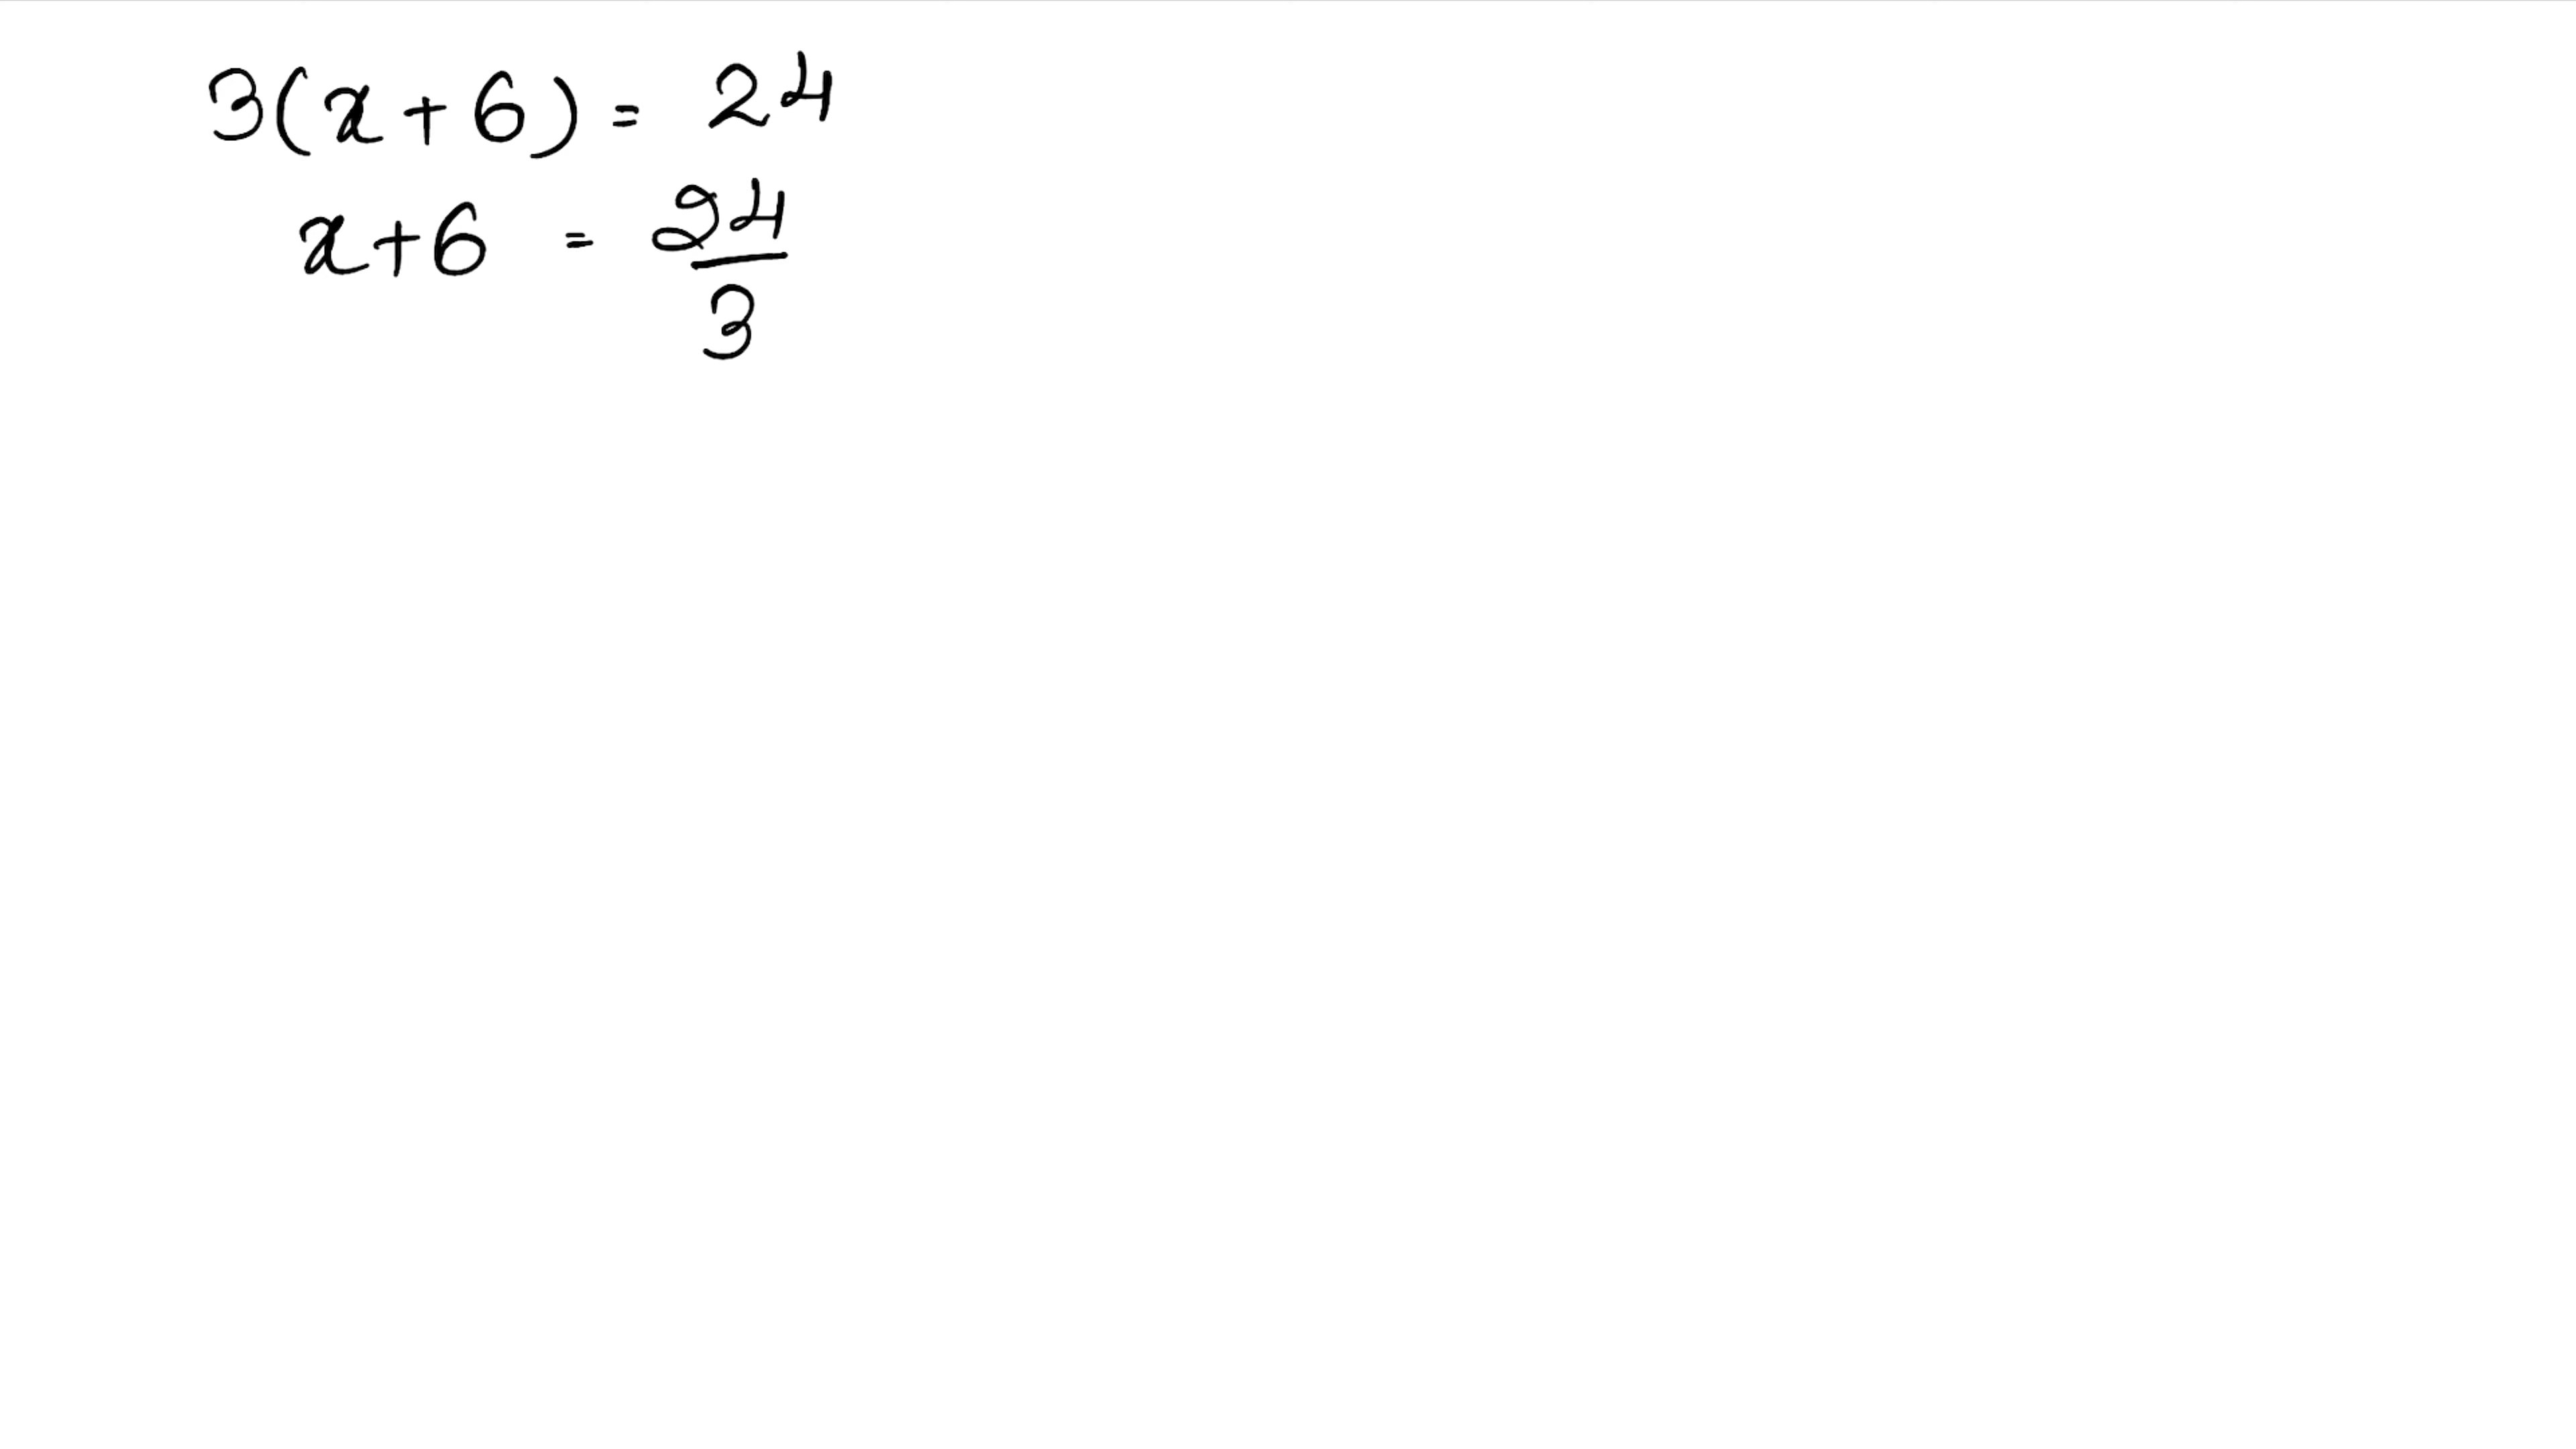 3(x+6) = 24
x+6 = 24/3